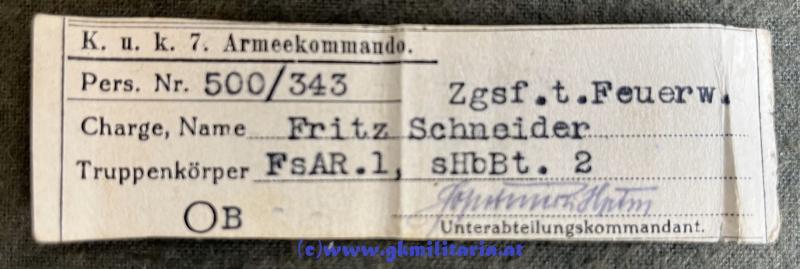 K. u. k. 7. Armeekommando.
Pers. Nr. 500/343
Zgsf.t.Feuerw.
Charge, Name Fritz Schneider
Truppenkörper FsAR.1, sHbBt. 2
OB
Unterabteilungskommandant.
(c)www.gkmilitaria.at